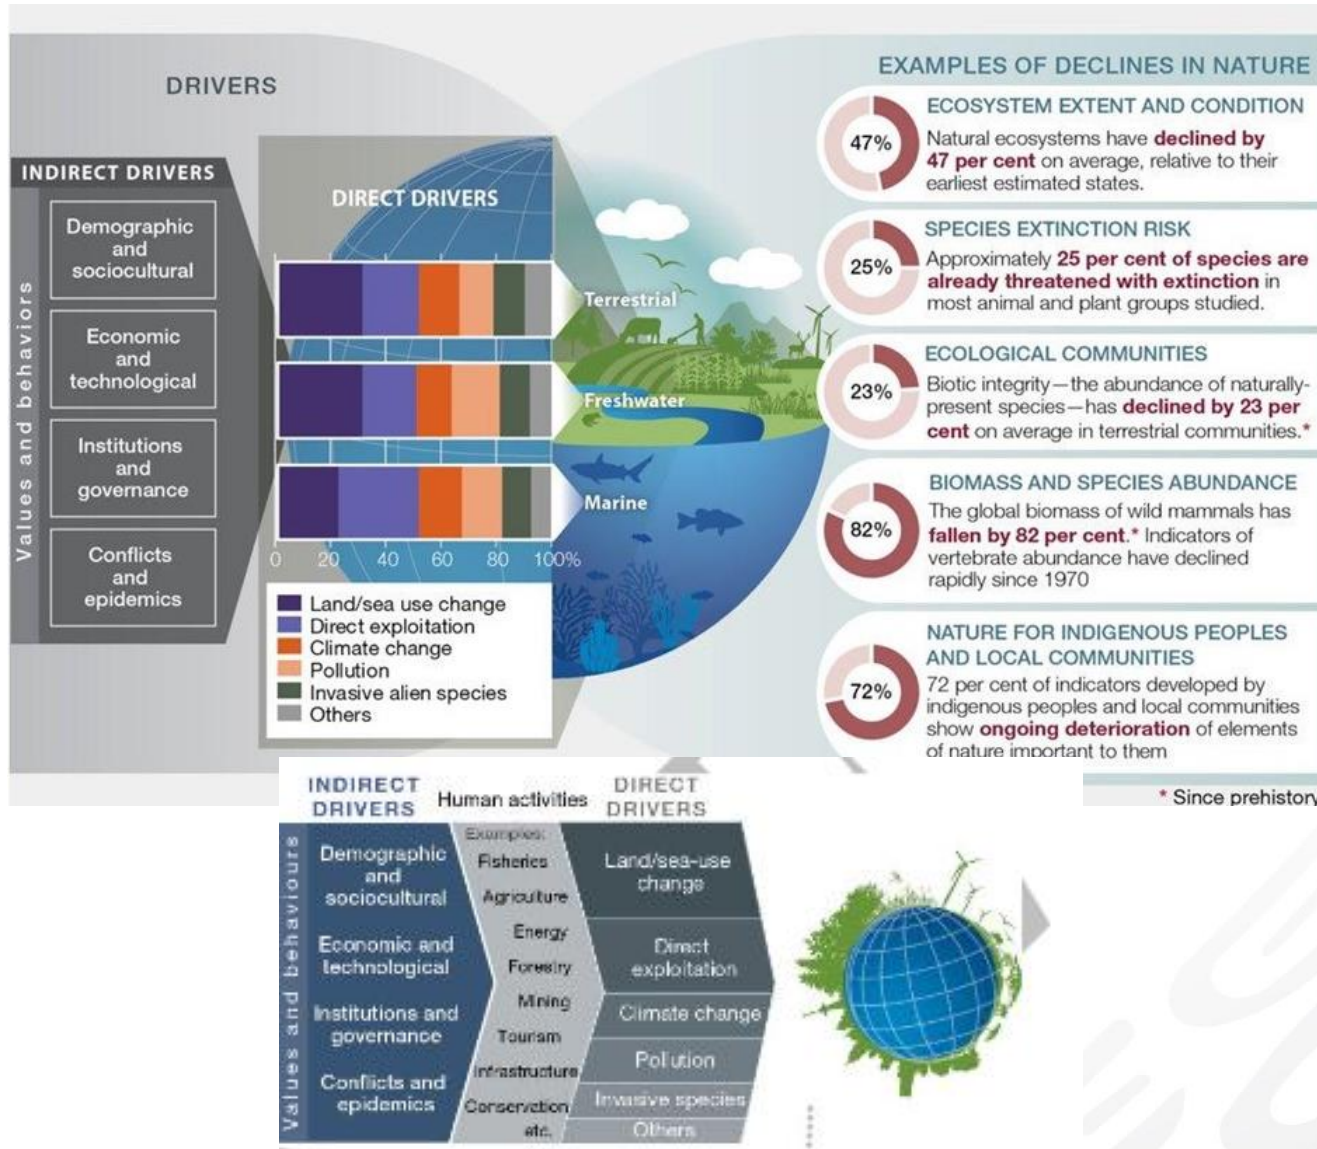 DRIVERS
INDIRECT DRIVERS
Values and behaviors
Demographic
and
sociocultural
Economic
and
technological
Institutions
and
governance
Conflicts
and
epidemics
DIRECT DRIVERS
Terrestrial
Freshwater
Marine
0 20 40 60 80 100%
Land/sea use change
Direct exploitation
Climate change
Pollution
Invasive alien species
Others
EXAMPLES OF DECLINES IN NATURE
47%
ECOSYSTEM EXTENT AND CONDITION
Natural ecosystems have declined by
47 per cent on average, relative to their
earliest estimated states.
25%
SPECIES EXTINCTION RISK
Approximately 25 per cent of species are
already threatened with extinction in
most animal and plant groups studied.
23%
ECOLOGICAL COMMUNITIES
Biotic integrity—the abundance of naturally-
present species—has declined by 23 per
cent on average in terrestrial communities.*
82%
BIOMASS AND SPECIES ABUNDANCE
The global biomass of wild mammals has
fallen by 82 per cent.* Indicators of
vertebrate abundance have declined
rapidly since 1970
72%
NATURE FOR INDIGENOUS PEOPLES
AND LOCAL COMMUNITIES
72 per cent of indicators developed by
indigenous peoples and local communities
show ongoing deterioration of elements
of nature important to them
* Since prehistory
INDIRECT
DRIVERS
Human activities
DIRECT
DRIVERS
Values and behaviours
Demographic
and
sociocultural
Economic and
technological
Institutions and
governance
Conflicts and
epidemics
Examples:
Fisheries
Agriculture
Energy
Forestry
Mining
Tourism
Infrastructure
Conservation
etc.
Land/sea-use
change
Direct
exploitation
Climate change
Pollution
Invasive species
Others